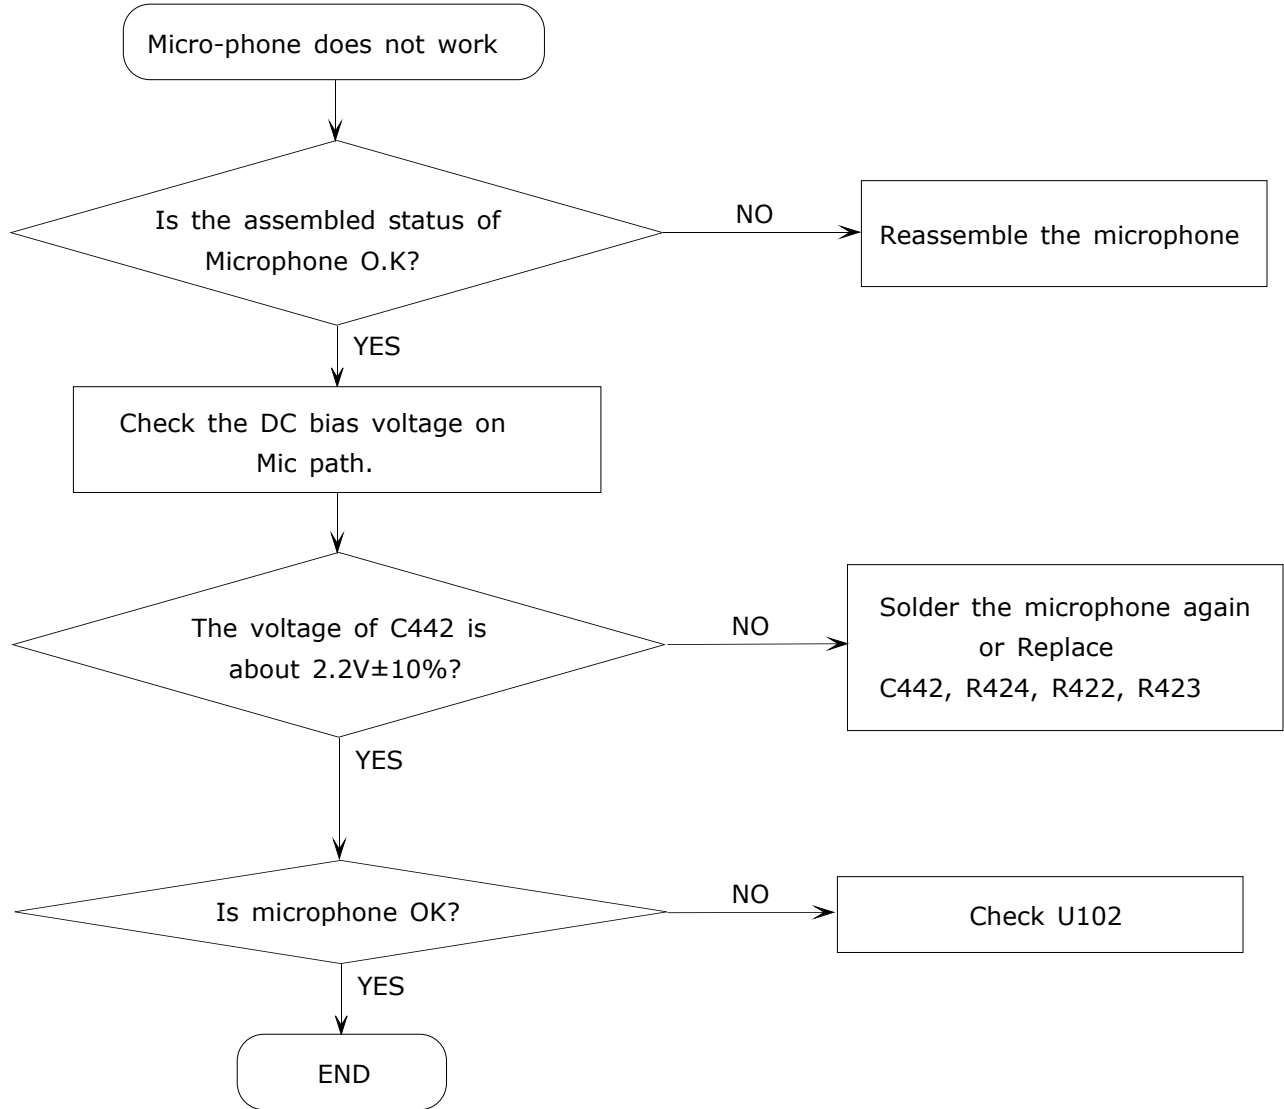 Micro-phone does not work
Is the assembled status of
Microphone O.K?
NO
Reassemble the microphone
YES
Check the DC bias voltage on
Mic path.
The voltage of C442 is
about 2.2V±10%?
NO
Solder the microphone again
or Replace
C442, R424, R422, R423
YES
Is microphone OK?
NO
Check U102
YES
END